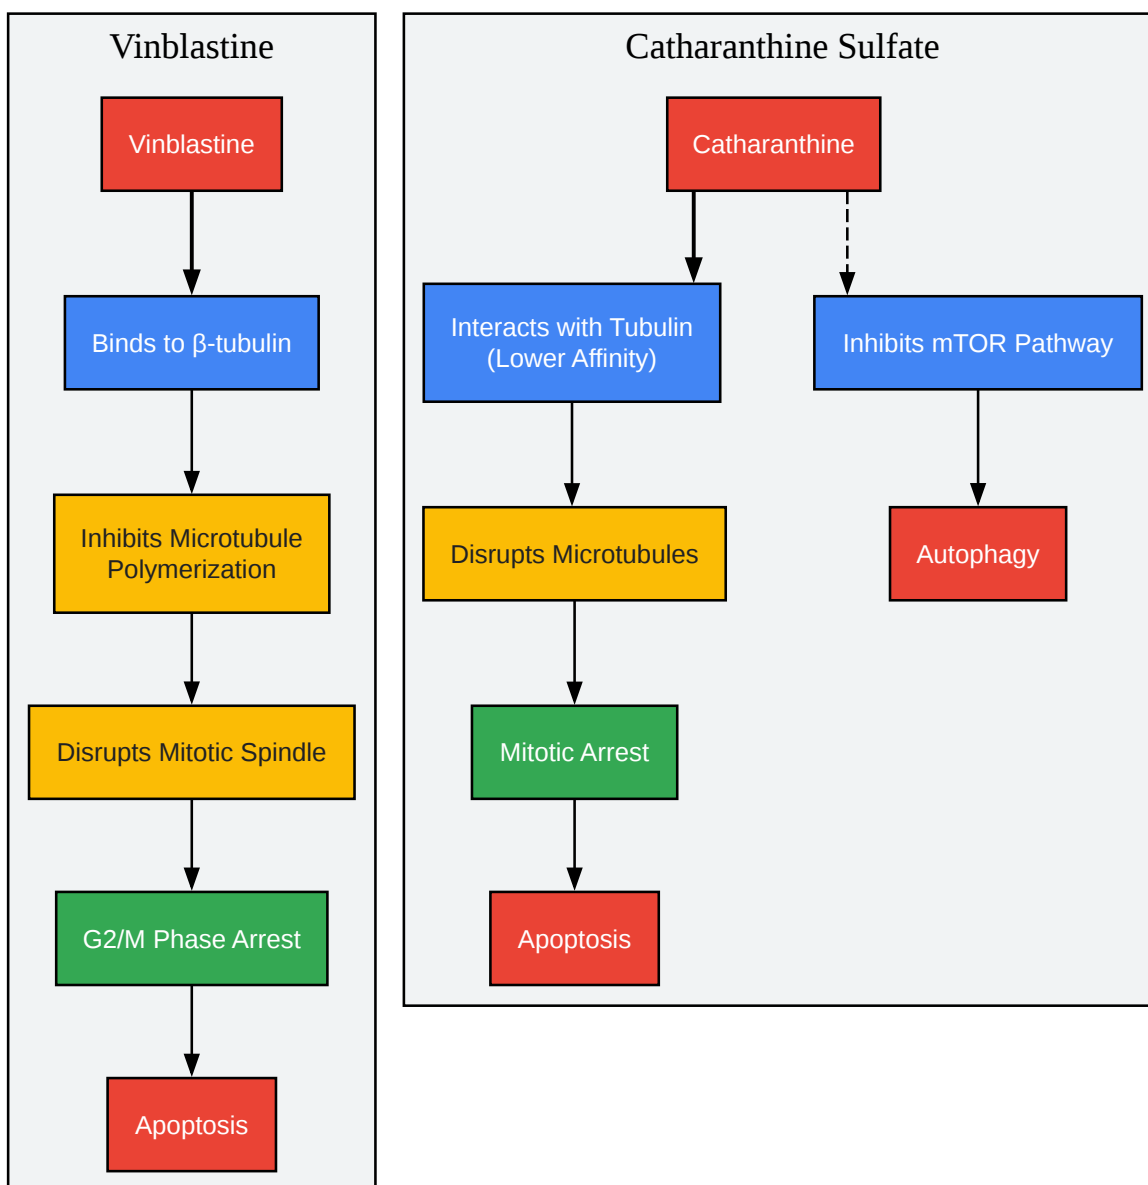 Vinblastine
Vinblastine
Binds to β-tubulin
Inhibits Microtubule
Polymerization
Disrupts Mitotic Spindle
G2/M Phase Arrest
Apoptosis
Catharanthine Sulfate
Catharanthine
Interacts with Tubulin
(Lower Affinity)
Disrupts Microtubules
Mitotic Arrest
Apoptosis
Inhibits mTOR Pathway
Autophagy